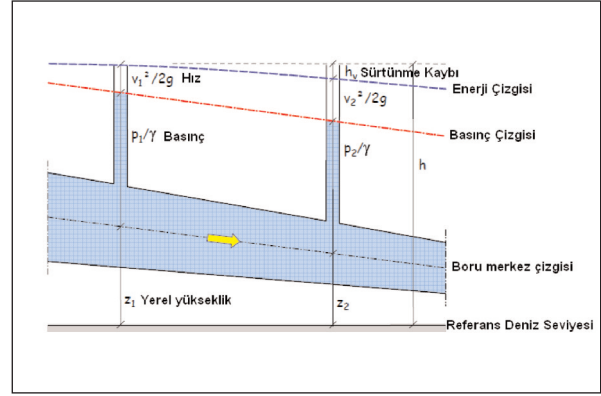 v₁²/2g Hız
hᵥ Sürtünme Kaybı
Enerji Çizgisi
v₂²/2g
p₁/γ Basınç
Basınç Çizgisi
p₂/γ
h
Boru merkez çizgisi
z₁ Yerel yükseklik
z₂
Referans Deniz Seviyesi